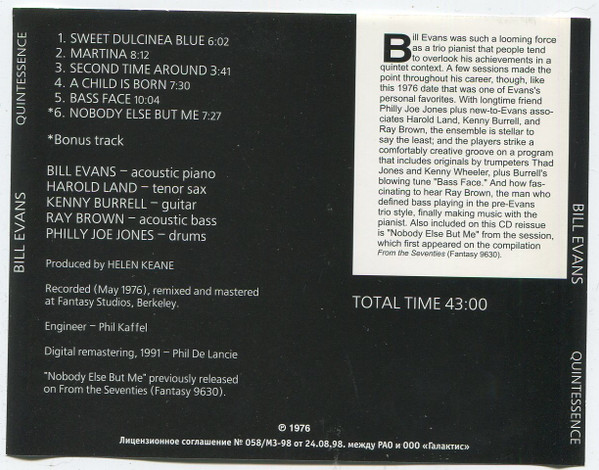 BILL EVANS QUINTESSENCE
1. SWEET DULCINEA BLUE 6:02
2. MARTINA 8:12
3. SECOND TIME AROUND 3:41
4. A CHILD IS BORN 7:30
5. BASS FACE 10:04
*6. NOBODY ELSE BUT ME 7:27
*Bonus track
BILL EVANS – acoustic piano
HAROLD LAND – tenor sax
KENNY BURRELL – guitar
RAY BROWN – acoustic bass
PHILLY JOE JONES – drums
Produced by HELEN KEANE
Recorded (May 1976), remixed and mastered
at Fantasy Studios, Berkeley.
Engineer – Phil Kaffel
Digital remastering, 1991 – Phil De Lancie
"Nobody Else But Me" previously released
on From the Seventies (Fantasy 9630).
Bill Evans was such a looming force
as a trio pianist that people tend
to overlook his achievements in a
quintet context. A few sessions made the
point throughout his career, though, like
this 1976 date that was one of Evans's
personal favorites. With longtime friend
Philly Joe Jones plus new-to-Evans asso-
ciates Harold Land, Kenny Burrell, and
Ray Brown, the ensemble is stellar to
say the least; and the players strike a
comfortably creative groove on a program
that includes originals by trumpeters Thad
Jones and Kenny Wheeler, plus Burrell's
blowing tune "Bass Face." And how fas-
cinating to hear Ray Brown, the man who
defined bass playing in the pre-Evans
trio style, finally making music with the
pianist. Also included on this CD reissue
is "Nobody Else But Me" from the session,
which first appeared on the compilation
From the Seventies (Fantasy 9630).
TOTAL TIME 43:00
℗ 1976
Лицензионное соглашение № 058/МЗ-98 от 24.08.98. между РАО и ООО «Галактис»
BILL EVANS QUINTESSENCE